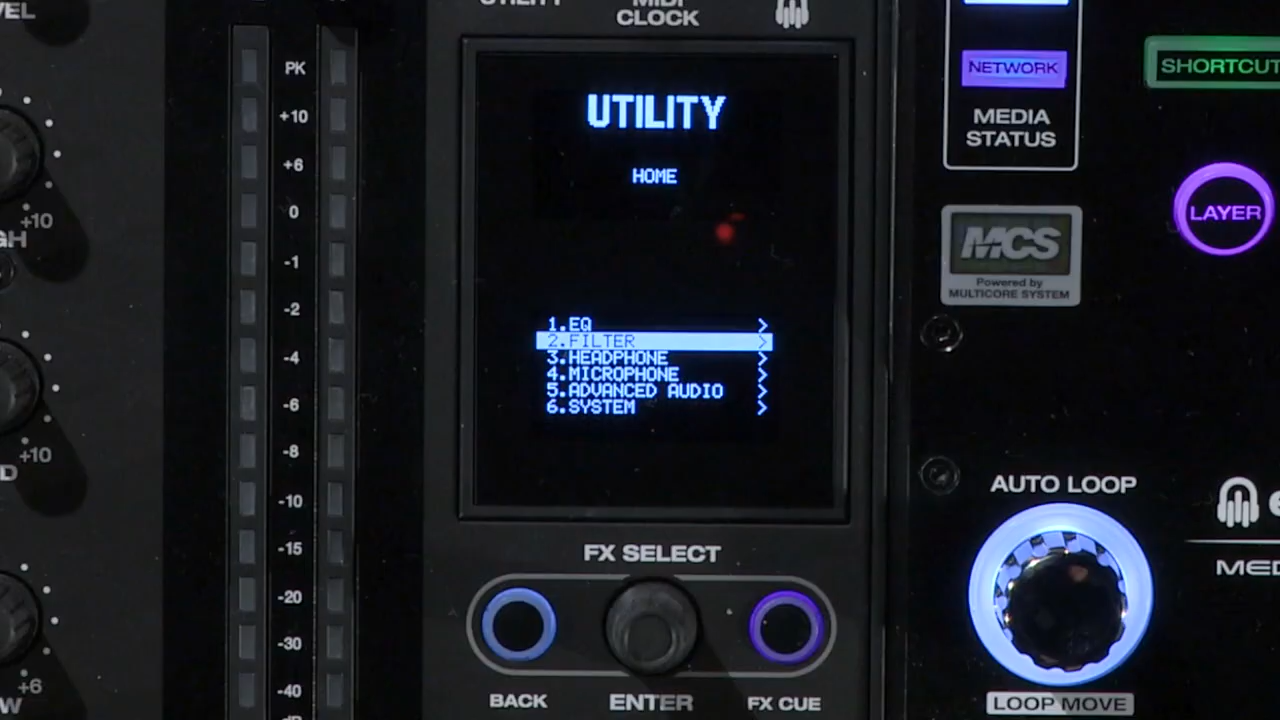 CLOCK
PK
+10
+6
0
-1
-2
-4
-6
-8
-10
-15
-20
-30
-40
+10
+10
+6
UTILITY
HOME
1.EQ >
2.FILTER >
3.HEADPHONE >
4.MICROPHONE >
5.ADVANCED AUDIO >
6.SYSTEM >
FX SELECT
BACK
ENTER
FX CUE
NETWORK
MEDIA
STATUS
SHORTCUT
LAYER
MCS
Powered by
MULTICORE SYSTEM
AUTO LOOP
LOOP MOVE